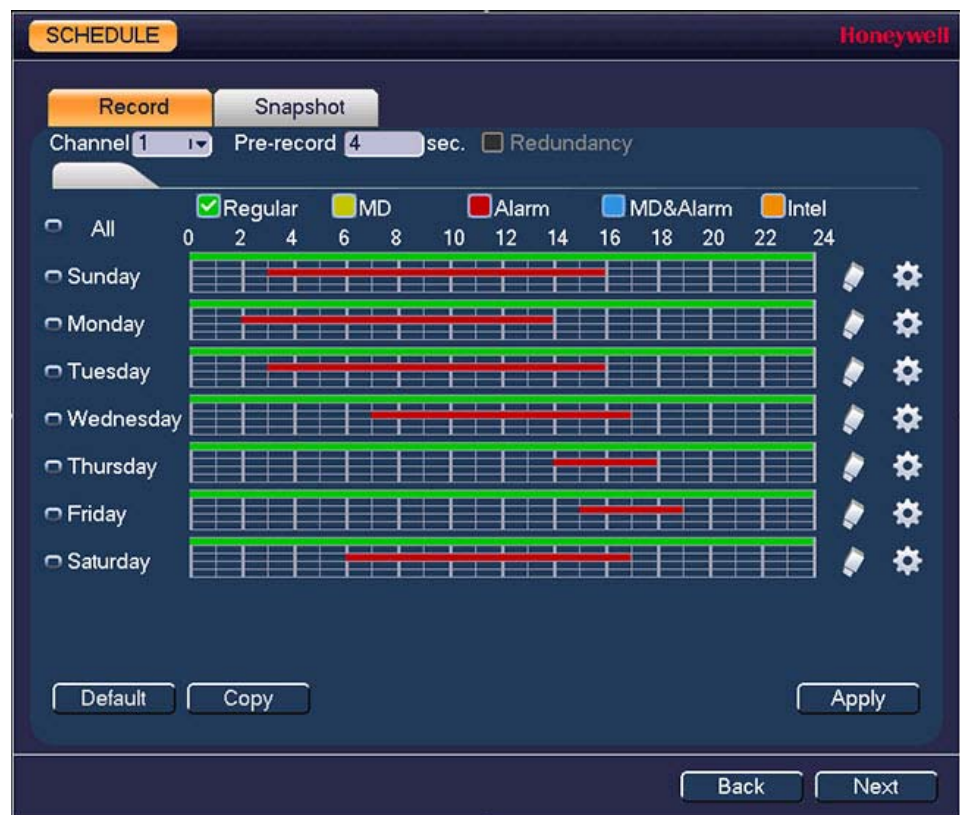 SCHEDULE Honeywell
Record Snapshot
Channel 1 Pre-record 4 sec. Redundancy
Regular MD Alarm MD&Alarm Intel
All 0 2 4 6 8 10 12 14 16 18 20 22 24
Sunday
Monday
Tuesday
Wednesday
Thursday
Friday
Saturday
Default Copy Apply
Back Next